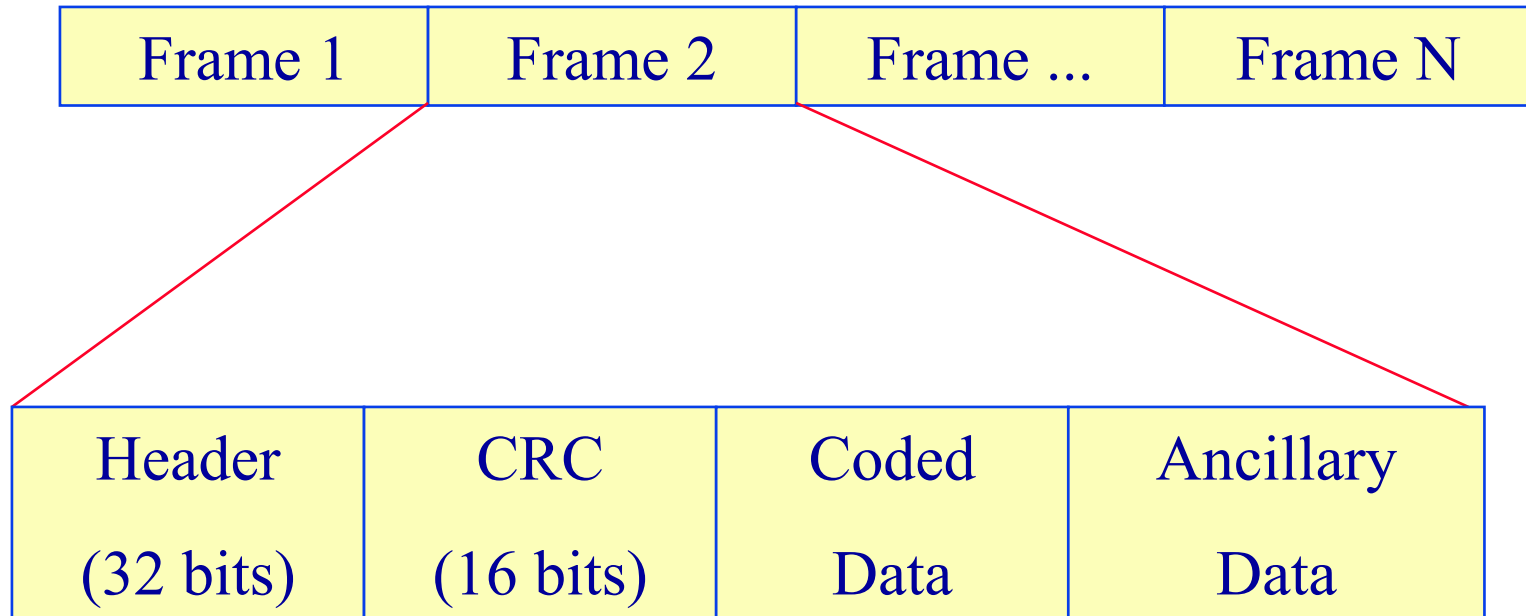 Frame 1 Frame 2 Frame ... Frame N
Header CRC Coded Ancillary
(32 bits) (16 bits) Data Data